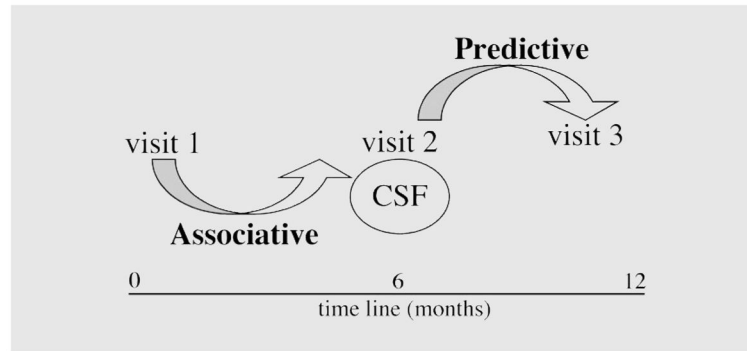 Predictive
visit 1
visit 2
visit 3
CSF
Associative
0 6 12
time line (months)